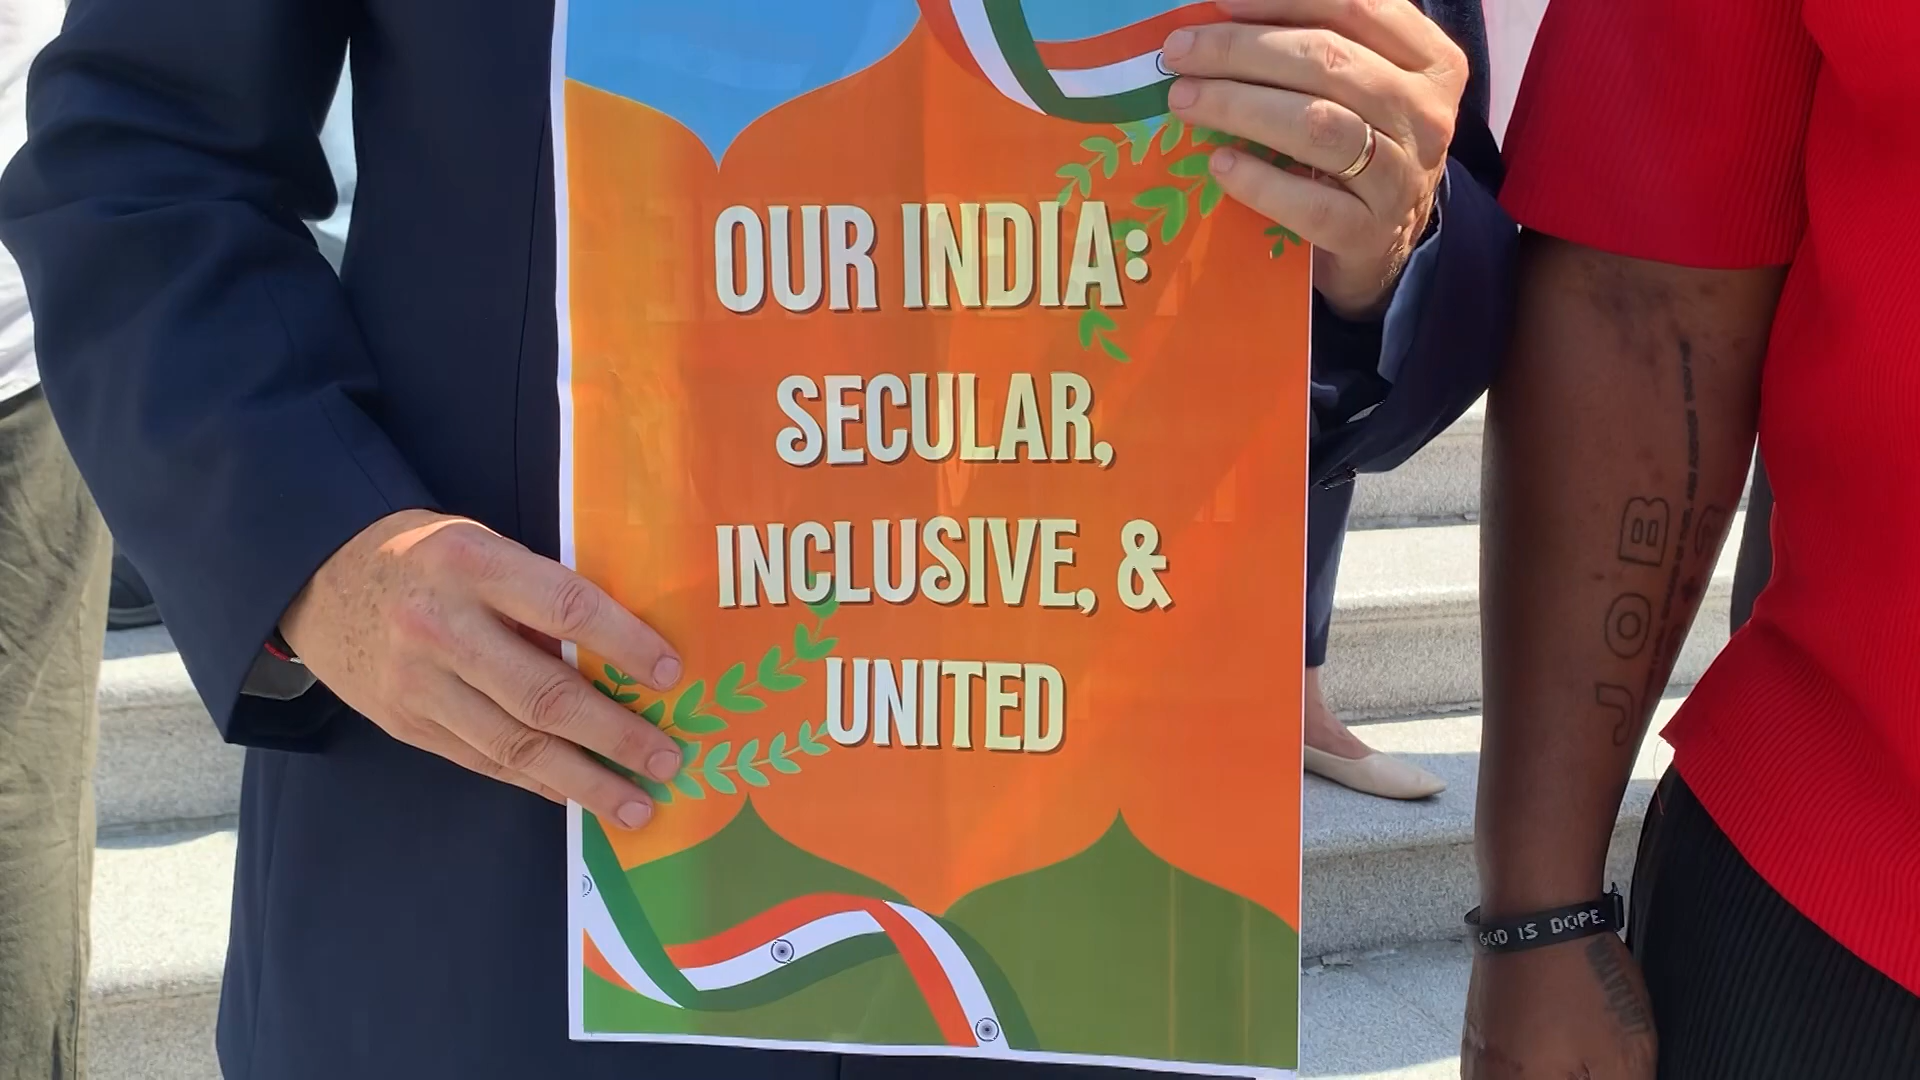 OUR INDIA:
SECULAR,
INCLUSIVE, &
UNITED
JOB
GOD IS DOPE.